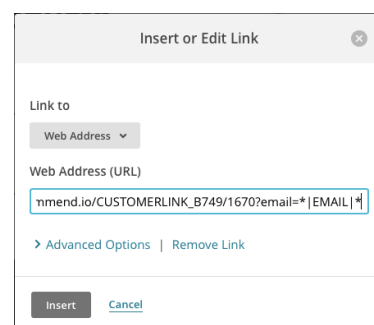 Insert or Edit Link
Link to
Web Address
Web Address (URL)
mmend.io/CUSTOMERLINK_B749/1670?email=*|EMAIL|*
Advanced Options | Remove Link
Insert Cancel